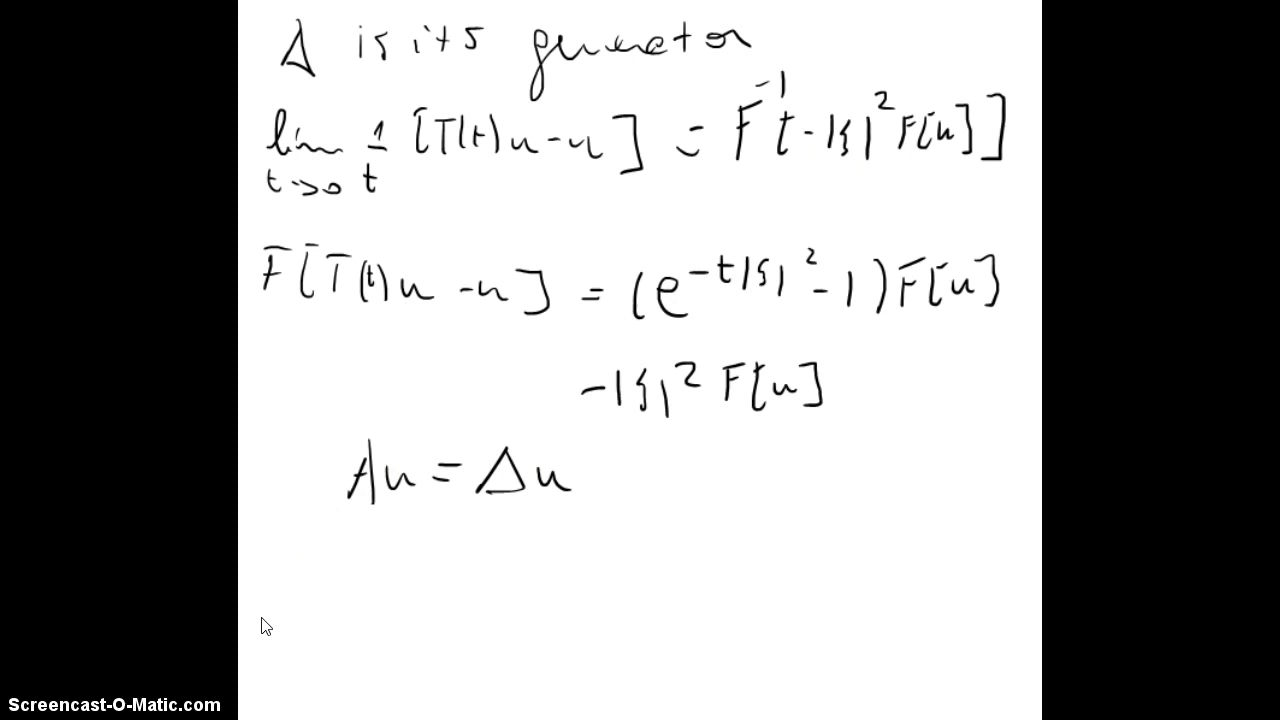 Δ is its generator
lim t->0 1/t [T(t)u-u] = F⁻¹[-|ξ|² F[u]]
F[T(t)u-u] = (e^{-t|ξ|²}-1)F[u]
-|ξ|² F[u]
Au = Δu
Screencast-O-Matic.com